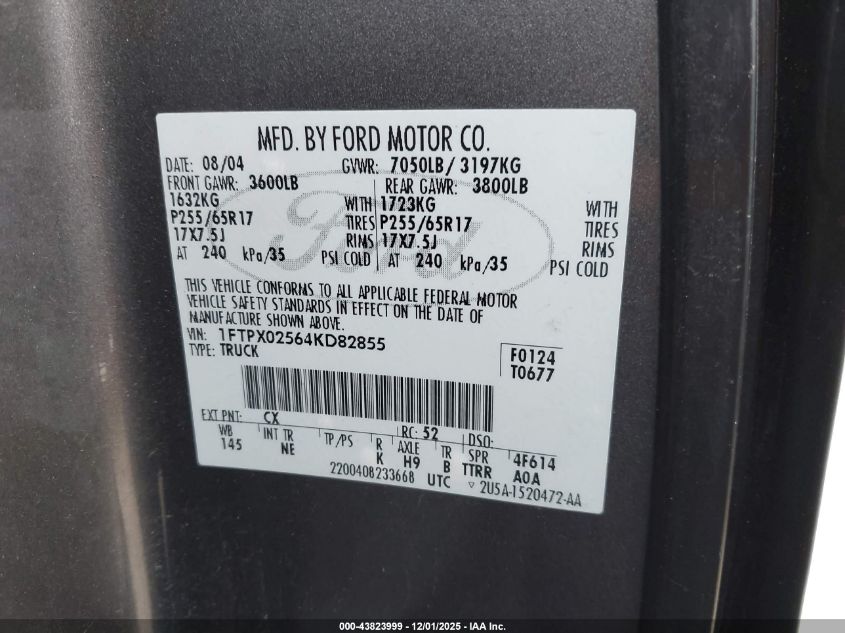 MFD. BY FORD MOTOR CO.
DATE: 08/04 GVWR: 7050LB/ 3197KG
FRONT GAWR: 3600LB REAR GAWR: 3800LB
1632KG WITH 1723KG WITH
P255/65R17 TIRES P255/65R17 TIRES
17X7.5J RIMS 17X7.5J RIMS
AT 240 kPa/35 PSI COLD AT 240 kPa/35 PSI COLD
Ford
THIS VEHICLE CONFORMS TO ALL APPLICABLE FEDERAL MOTOR
VEHICLE SAFETY STANDARDS IN EFFECT ON THE DATE OF
MANUFACTURE SHOWN ABOVE.
VIN: 1FTPX02564KD82855
TYPE: TRUCK
F0124
T0677
EXT PNT: CX RC: 52 DSO:
WB INT TR TP/PS R AXLE TR SPR 4F614
145 NE K H9 B TTRR A0A
2200408233668 UTC ▽ 2U5A-1520472-AA
200-43823999 - 12/01/2025 - IAA Inc.